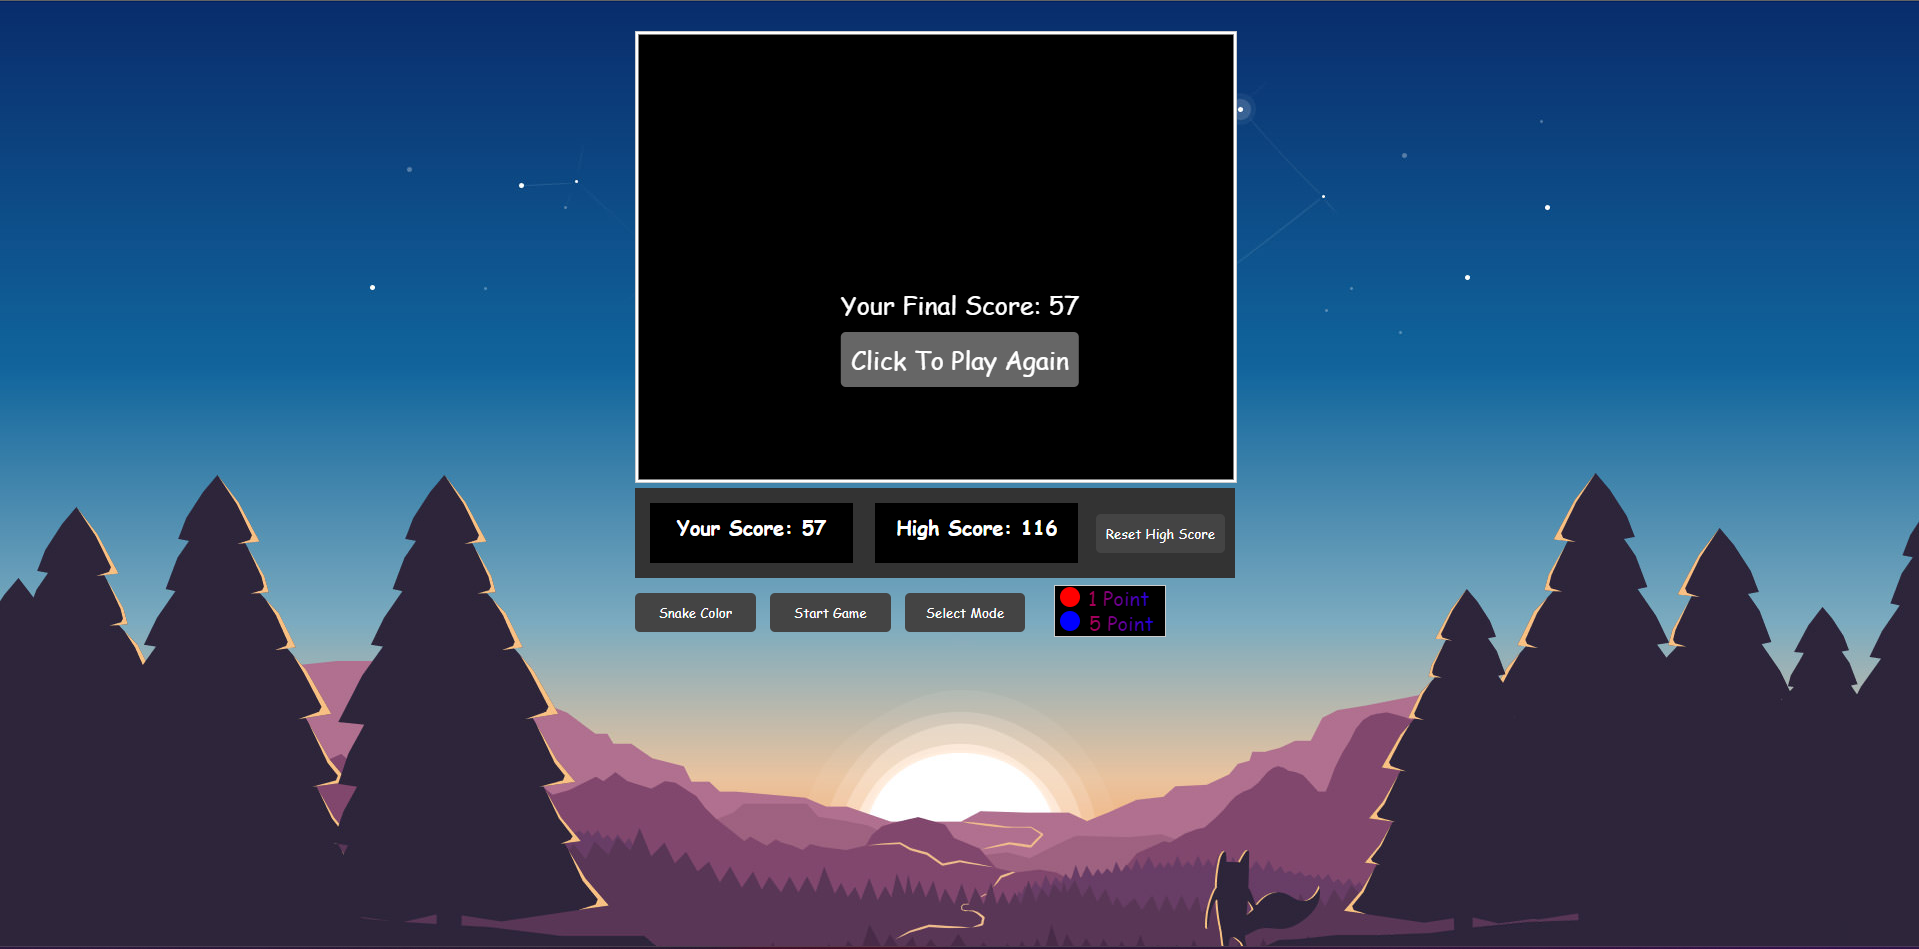 Your Final Score: 57
Click To Play Again
Your Score: 57
High Score: 116
Reset High Score
Snake Color
Start Game
Select Mode
1 Point
5 Point